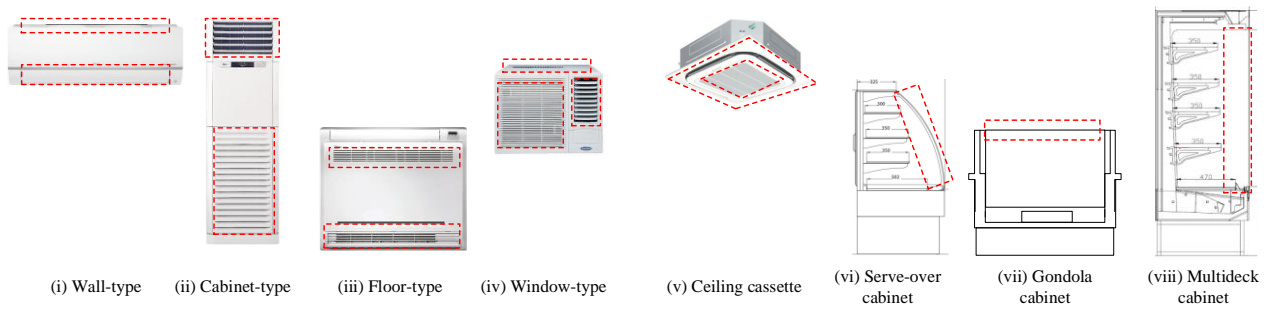 350
350
350
350
470
325
300
350
350
(i) Wall-type
(ii) Cabinet-type
(iii) Floor-type
(iv) Window-type
(v) Ceiling cassette
(vi) Serve-over
cabinet
(vii) Gondola
cabinet
(viii) Multideck
cabinet